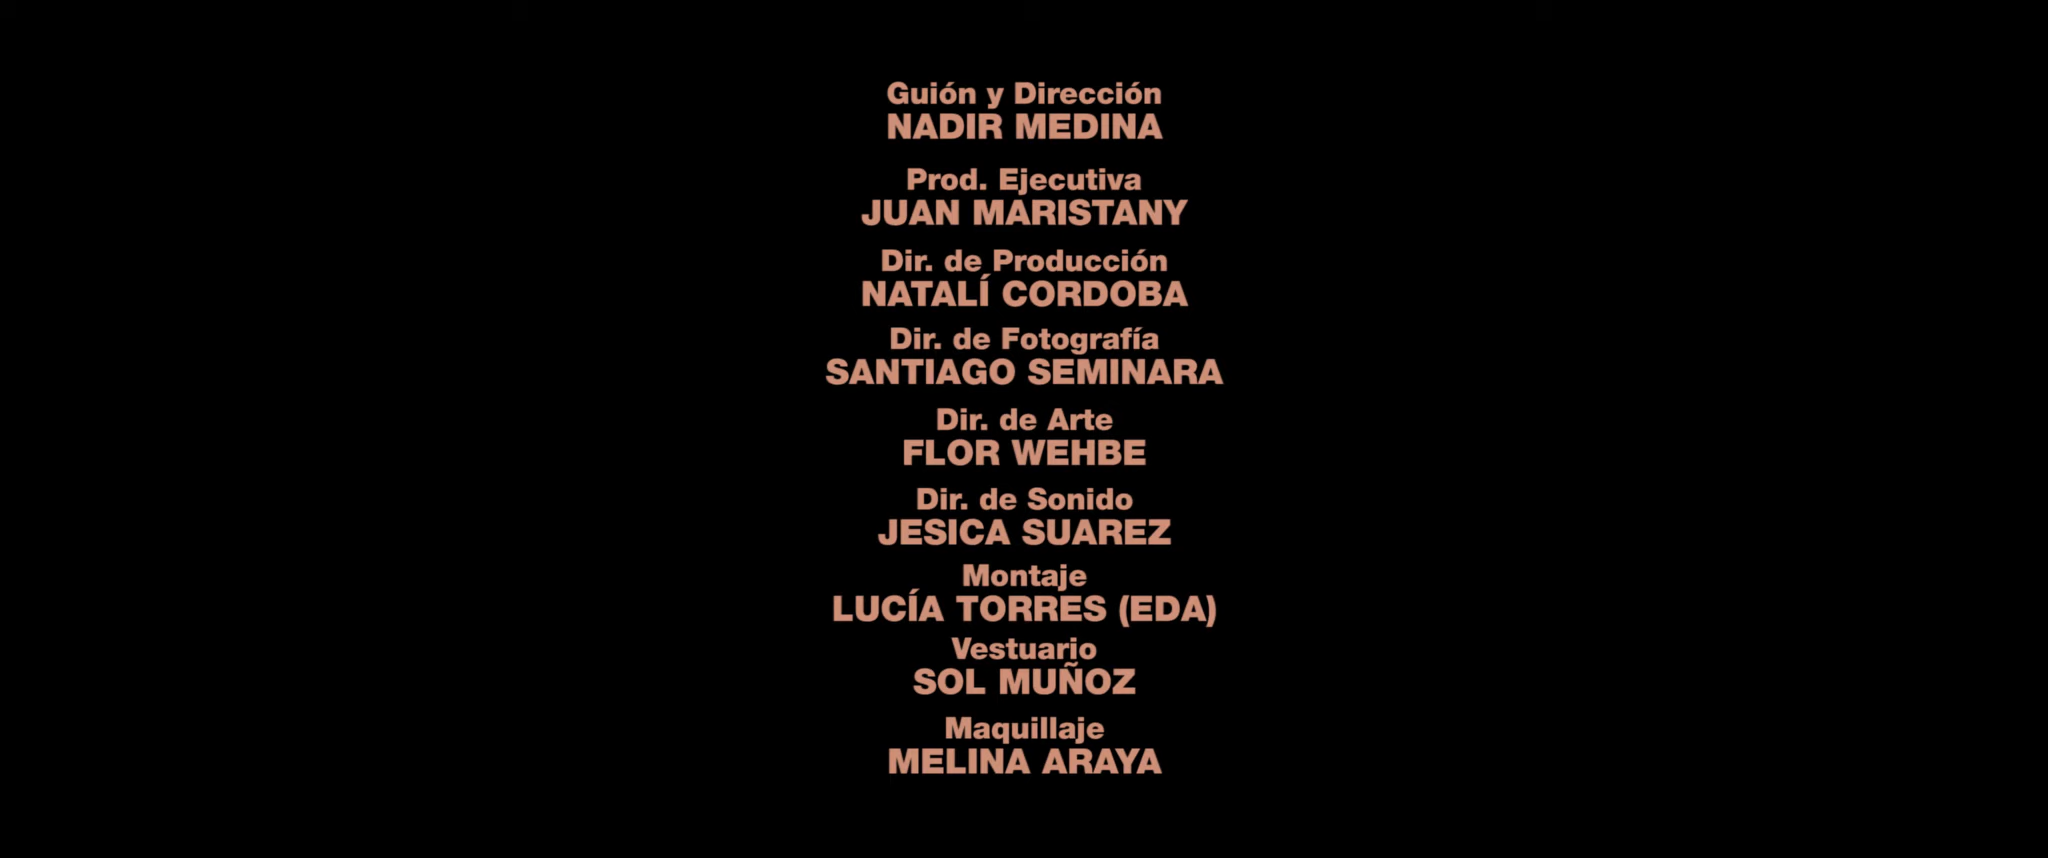 Guión y Dirección
NADIR MEDINA
Prod. Ejecutiva
JUAN MARISTANY
Dir. de Producción
NATALÍ CORDOBA
Dir. de Fotografía
SANTIAGO SEMINARA
Dir. de Arte
FLOR WEHBE
Dir. de Sonido
JESICA SUAREZ
Montaje
LUCÍA TORRES (EDA)
Vestuario
SOL MUÑOZ
Maquillaje
MELINA ARAYA